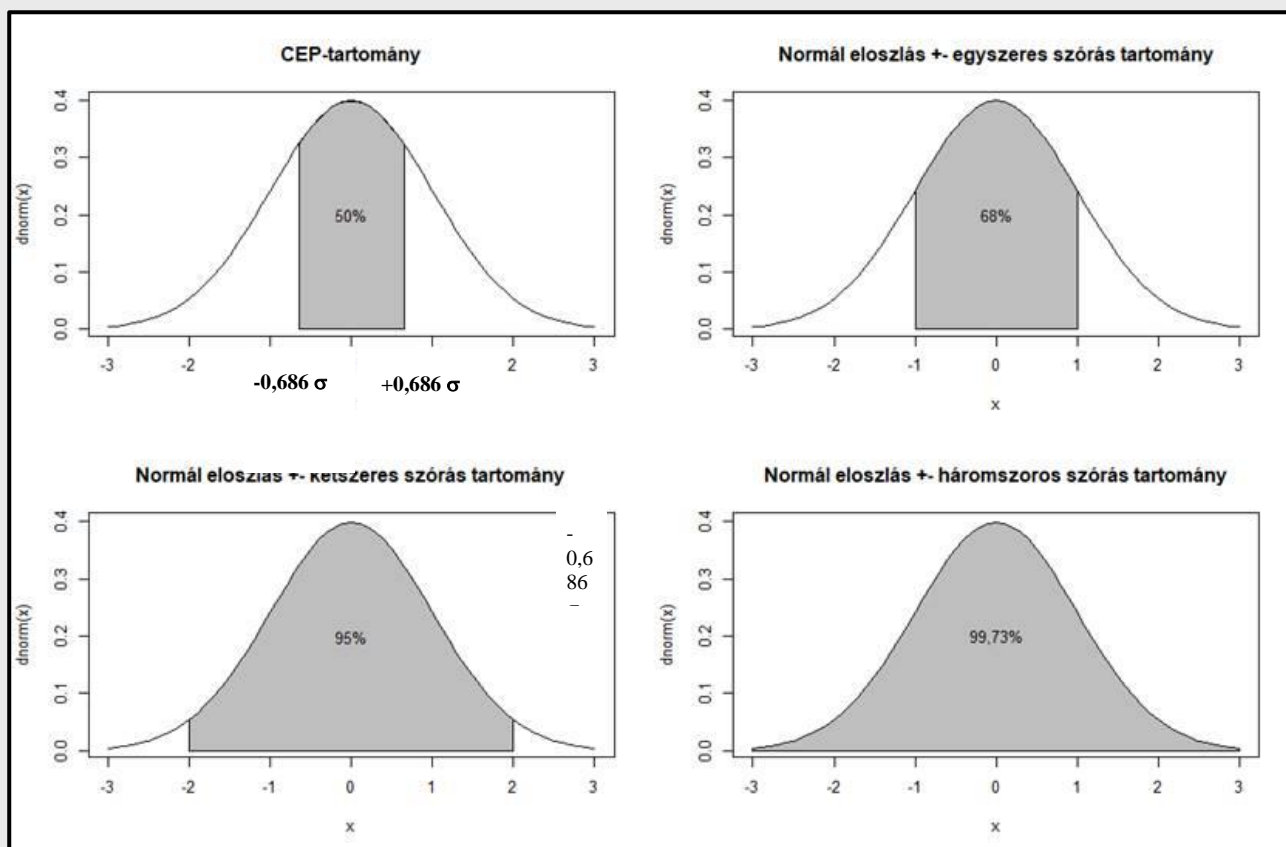 CEP-tartomány
dnorm(x)
0.4
0.3
0.2
0.1
0.0
50%
-3 -2 2 3
-0,686 σ +0,686 σ
Normál eloszlás +- egyszeres szórás tartomány
dnorm(x)
0.4
0.3
0.2
0.1
0.0
68%
-3 -2 -1 0 1 2 3
x
Normál eloszlás +- kétszeres szórás tartomány
dnorm(x)
0.4
0.3
0.2
0.1
0.0
95%
-
0,6
86
-3 -2 -1 0 1 2 3
x
Normál eloszlás +- háromszoros szórás tartomány
dnorm(x)
0.4
0.3
0.2
0.1
0.0
99,73%
-3 -2 -1 0 1 2 3
x